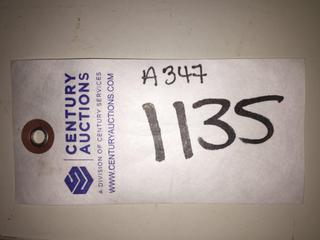 CENTURY
AUCTIONS
A DIVISION OF CENTURY SERVICES
WWW.CENTURYAUCTIONS.COM
A347
1135